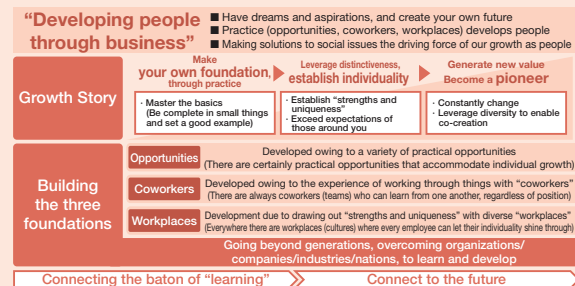 "Developing people
through business"
■ Have dreams and aspirations, and create your own future
■ Practice (opportunities, coworkers, workplaces) develops people
■ Making solutions to social issues the driving force of our growth as people
Growth Story
Make
your own foundation,
through practice
· Master the basics
(Be complete in small things
and set a good example)
Leverage distinctiveness,
establish individuality
· Establish "strengths and
uniqueness"
· Exceed expectations of
those around you
Generate new value
Become a pioneer
· Constantly change
· Leverage diversity to enable
co-creation
Building
the three
foundations
Opportunities
Developed owing to a variety of practical opportunities
(There are certainly practical opportunities that accommodate individual growth)
Coworkers
Developed owing to the experience of working through things with "coworkers"
(There are always coworkers (teams) who can learn from one another, regardless of position)
Workplaces
Development due to drawing out "strengths and uniqueness" with diverse "workplaces"
(Everywhere there are workplaces (cultures) where every employee can let their individuality shine through)
Going beyond generations, overcoming organizations/
companies/industries/nations, to learn and develop
Connecting the baton of "learning"
Connect to the future